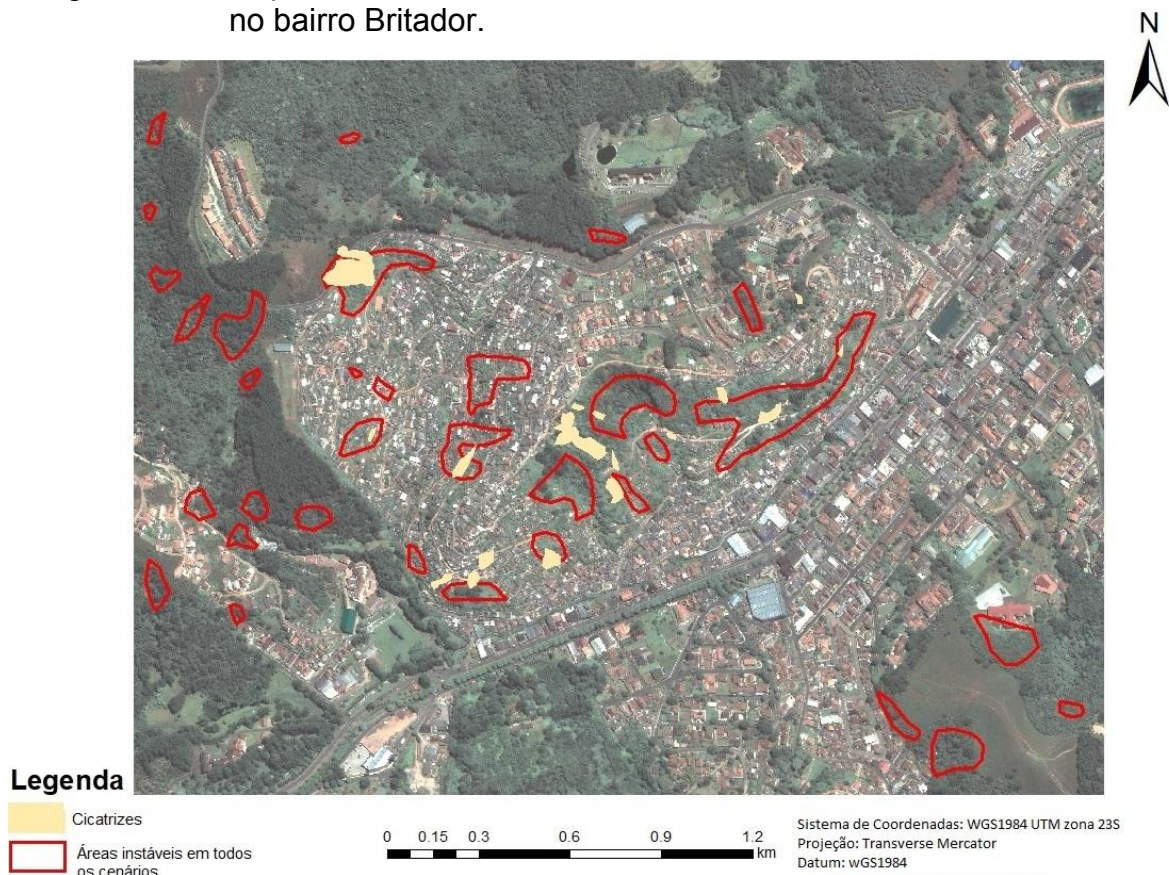 no bairro Britador.
N
Legenda
Cicatrizes
Áreas instáveis em todos
os cenários
0 0.15 0.3 0.6 0.9 1.2
km
Sistema de Coordenadas: WGS1984 UTM zona 23S
Projeção: Transverse Mercator
Datum: wGS1984